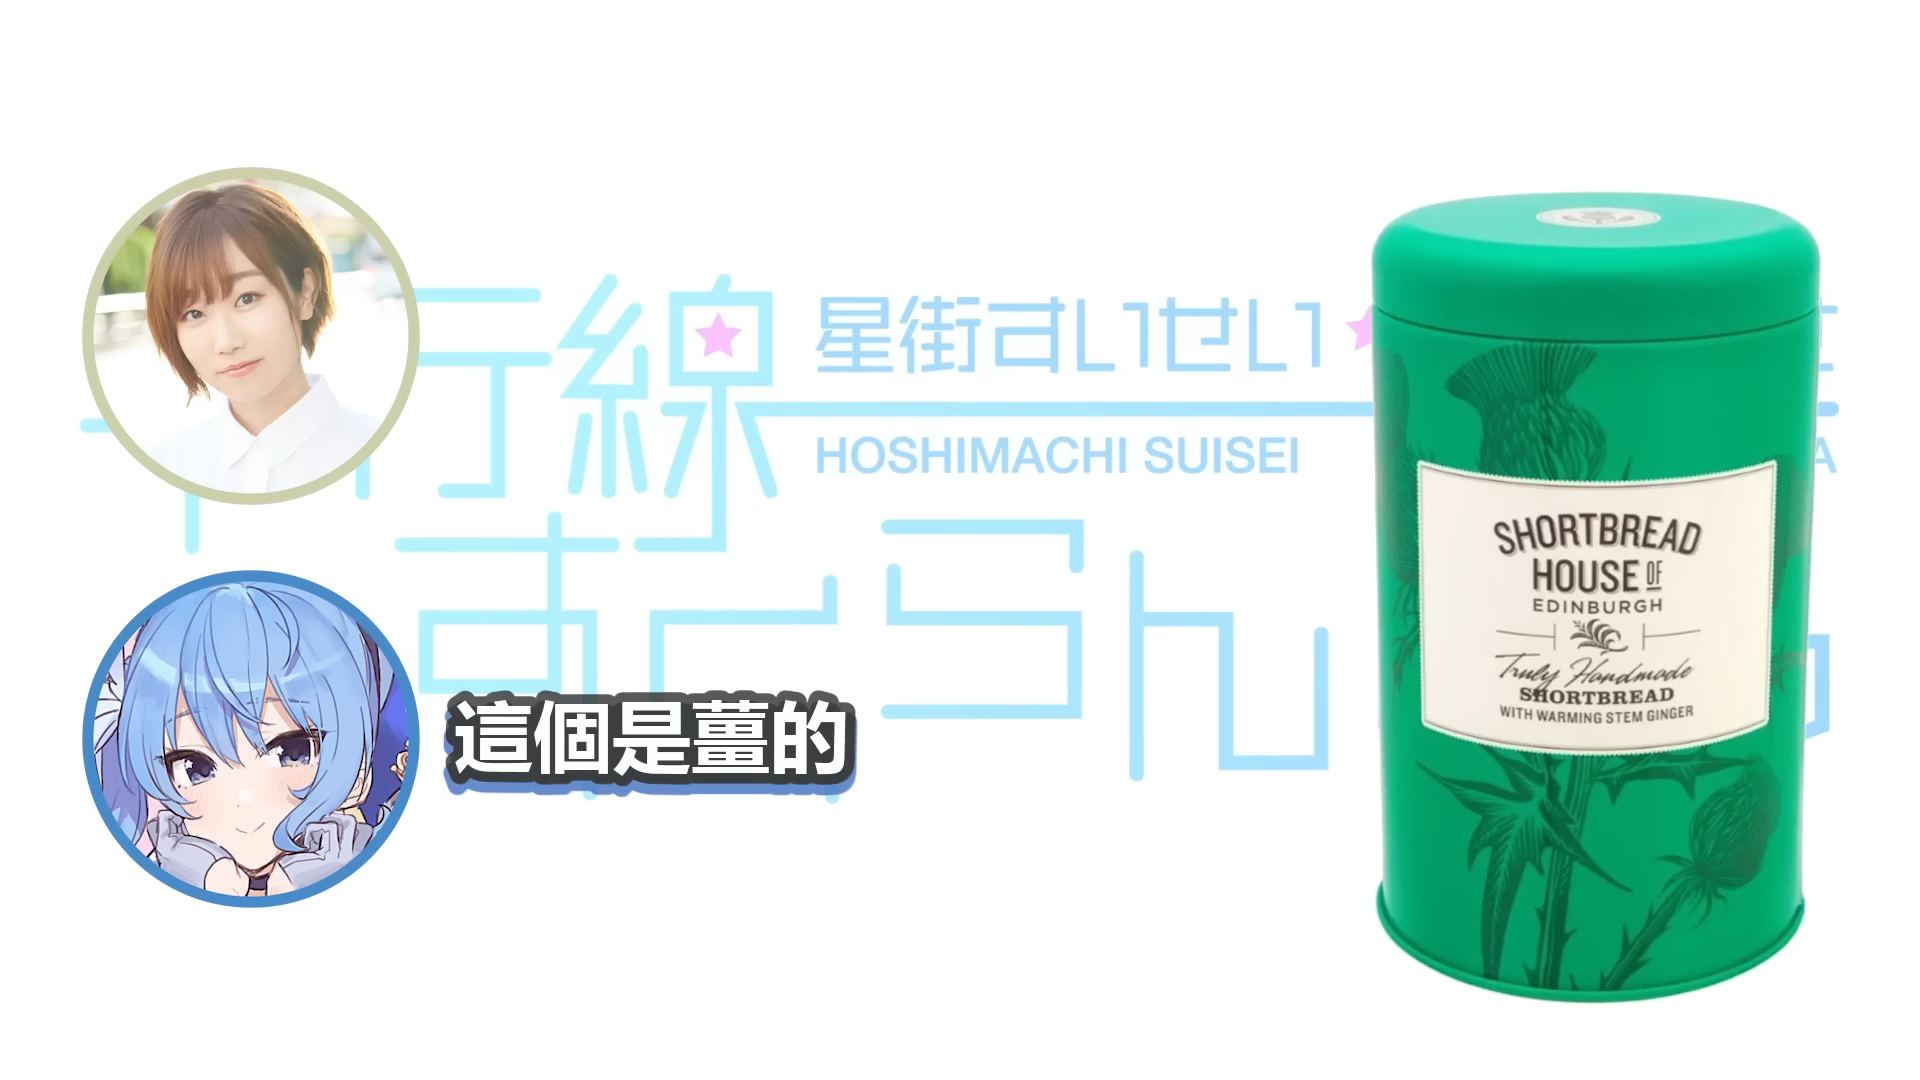 線
星街すいせい
HOSHIMACHI SUISEI
這個是薑的
SHORTBREAD
HOUSE OF
EDINBURGH
Truly Handmade
SHORTBREAD
WITH WARMING STEM GINGER